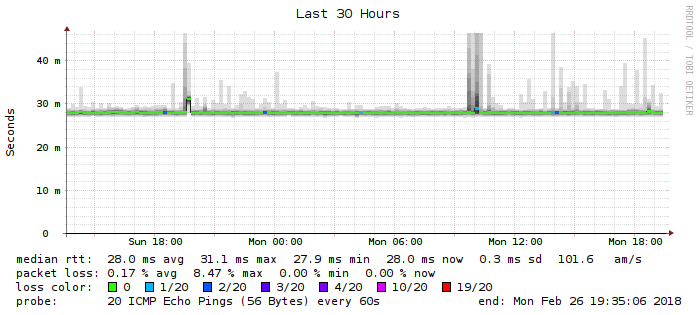 Last 30 Hours
RRDTOOL / TOBI OETIKER
Seconds
40 m
30 m
20 m
10 m
0
Sun 18:00 Mon 00:00 Mon 06:00 Mon 12:00 Mon 18:00
median rtt: 28.0 ms avg 31.1 ms max 27.9 ms min 28.0 ms now 0.3 ms sd 101.6 am/s
packet loss: 0.17 % avg 8.47 % max 0.00 % min 0.00 % now
loss color: 0 1/20 2/20 3/20 4/20 10/20 19/20
probe: 20 ICMP Echo Pings (56 Bytes) every 60s end: Mon Feb 26 19:35:06 2018